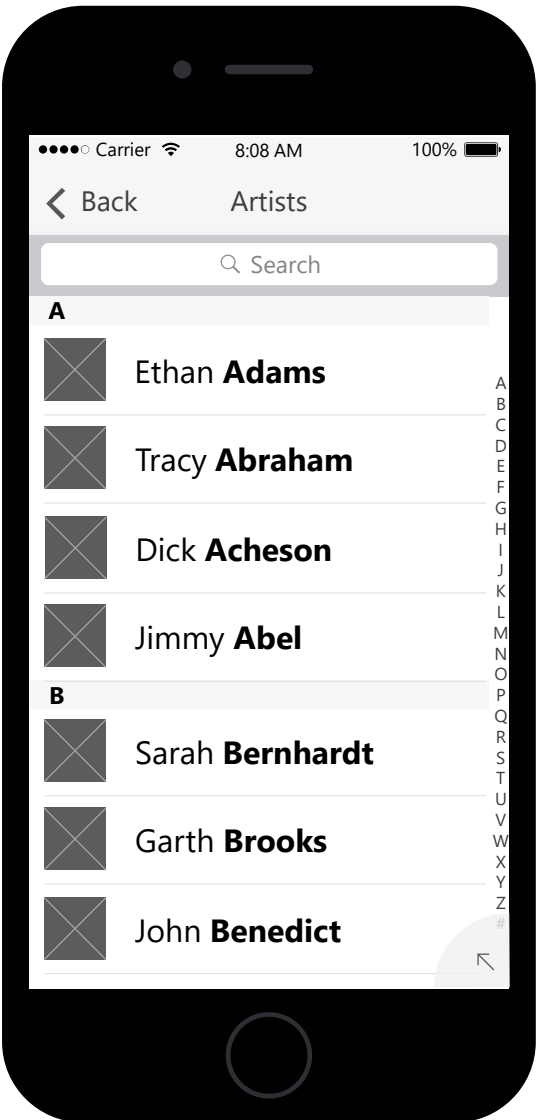 Carrier 8:08 AM 100%
Back Artists
Search
A
Ethan Adams
Tracy Abraham
Dick Acheson
Jimmy Abel
B
Sarah Bernhardt
Garth Brooks
John Benedict
A
B
C
D
E
F
G
H
I
J
K
L
M
N
O
P
Q
R
S
T
U
V
W
X
Y
Z
#